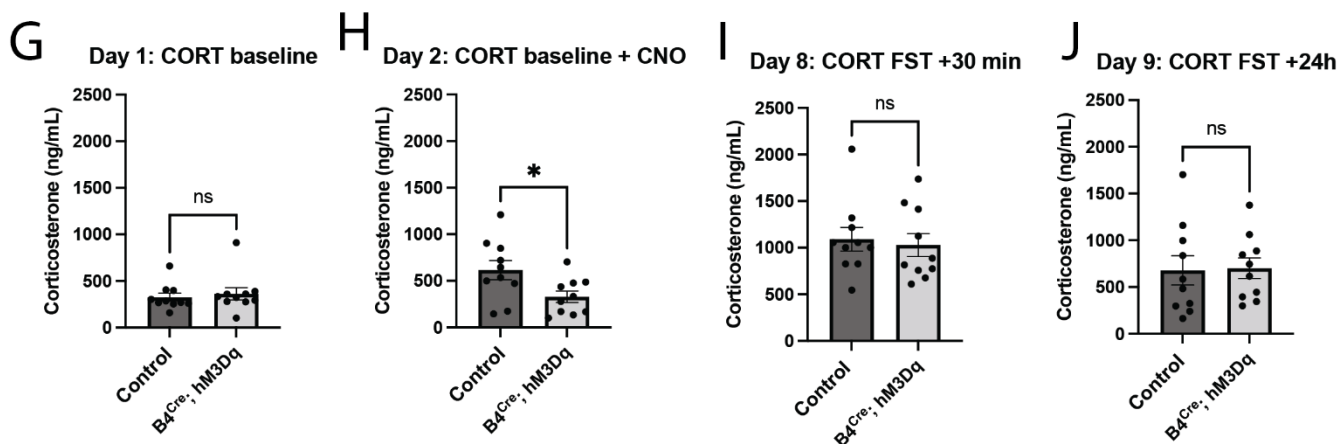 G
Day 1: CORT baseline
Corticosterone (ng/mL)
2500
2000
1500
1000
500
0
ns
Control
B4Cre; hM3Dq
H
Day 2: CORT baseline + CNO
Corticosterone (ng/mL)
2500
2000
1500
1000
500
0
*
Control
B4Cre; hM3Dq
I
Day 8: CORT FST +30 min
Corticosterone (ng/mL)
2500
2000
1500
1000
500
0
ns
Control
B4Cre; hM3Dq
J
Day 9: CORT FST +24h
Corticosterone (ng/mL)
2500
2000
1500
1000
500
0
ns
Control
B4Cre; hM3Dq